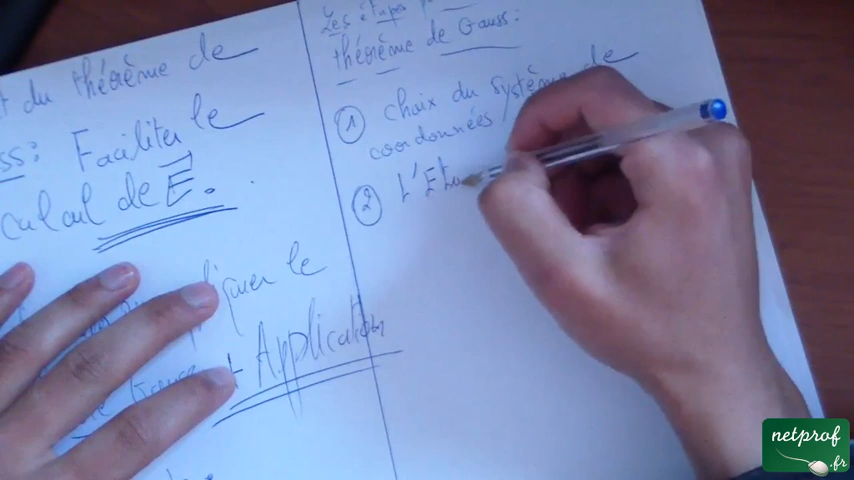 t du théorème de
ss: Faciliter le
calcul de E.
quer le
+ Application
Les étapes
théorème de Gauss:
① Choix du système de
coordonnées
② L'Etu
netprof
.fr